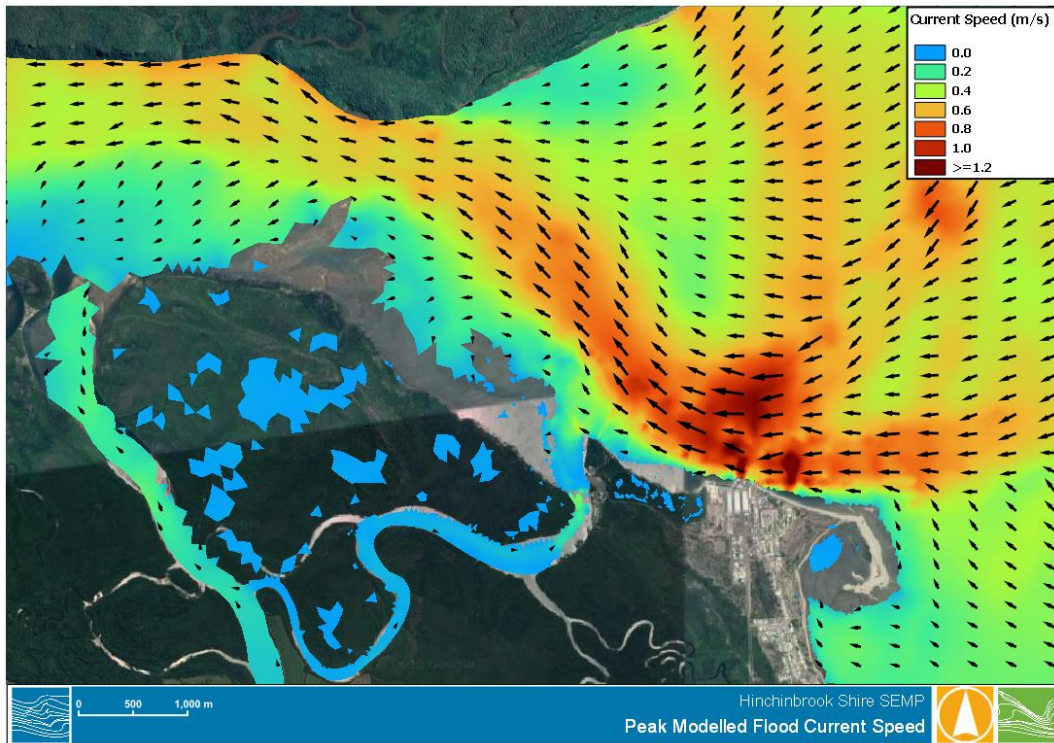 Current Speed (m/s)
0.0
0.2
0.4
0.6
0.8
1.0
>=1.2
0 500 1,000 m
Hinchinbrook Shire SEMP
Peak Modelled Flood Current Speed